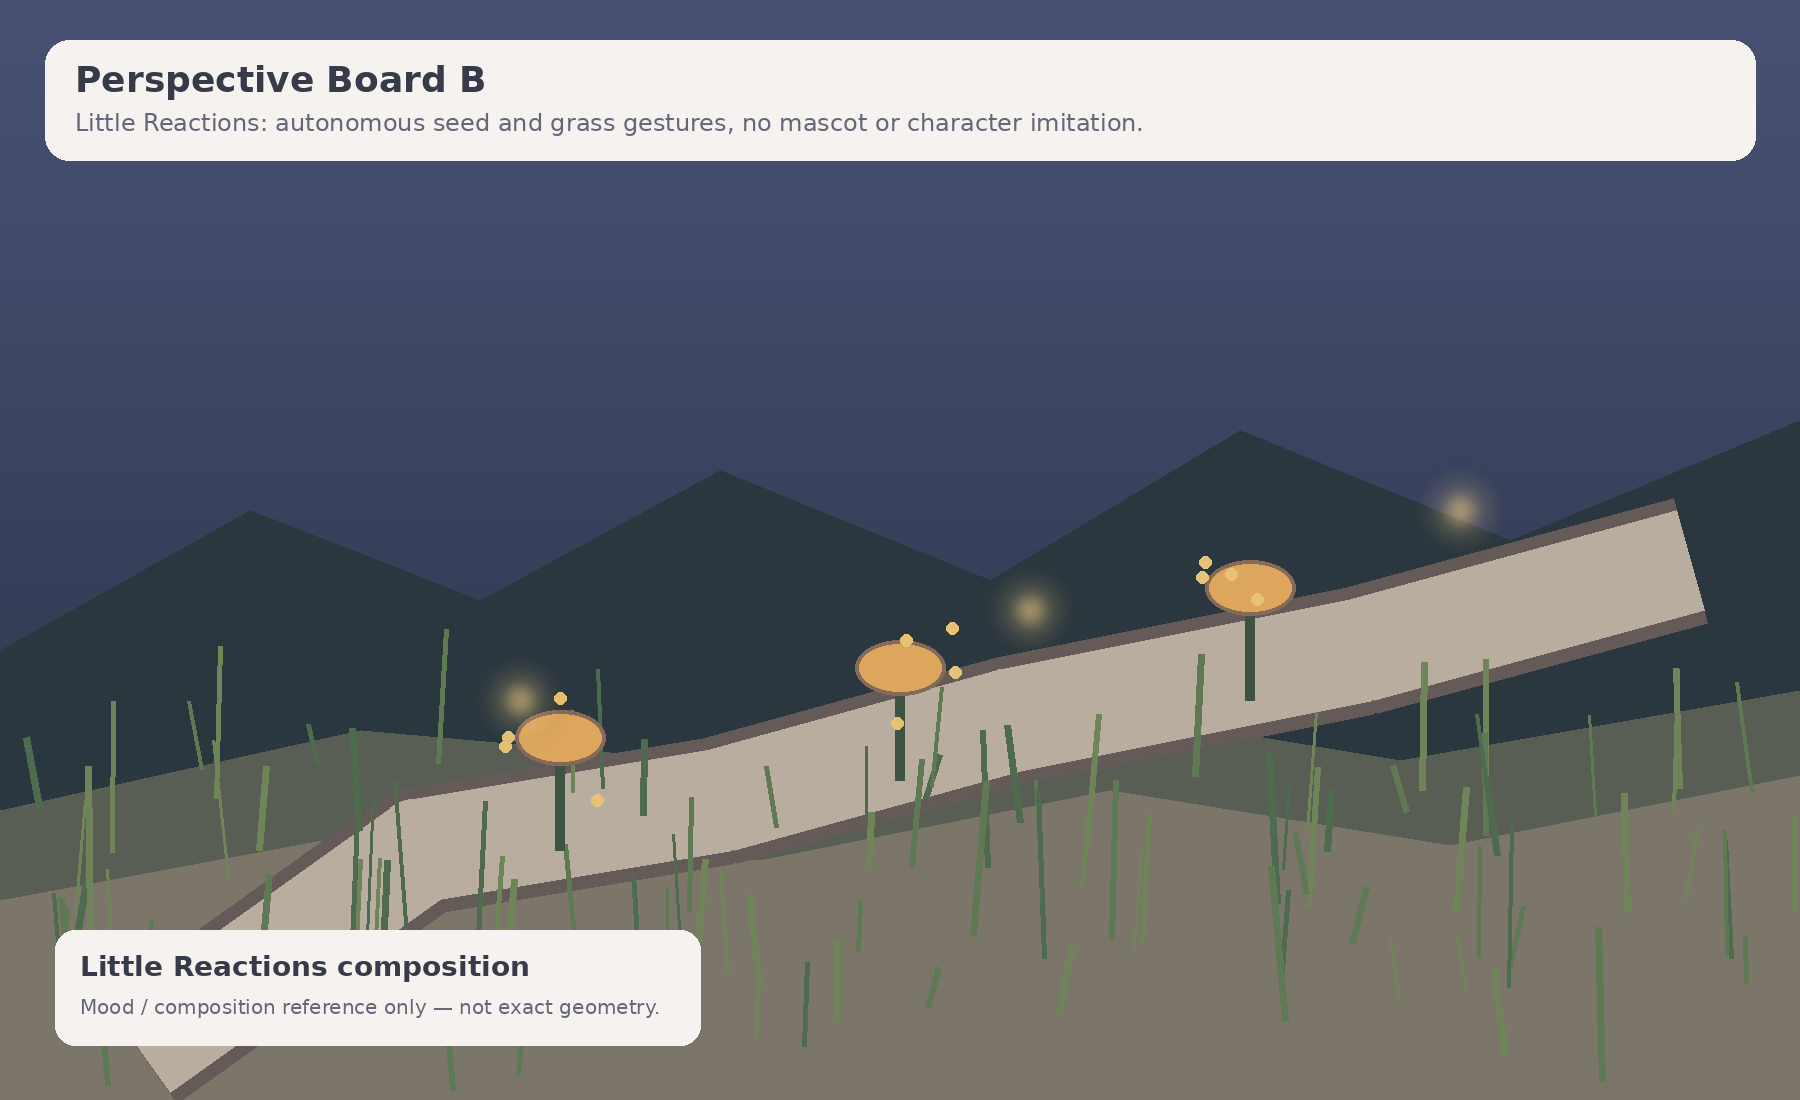 Perspective Board B
Little Reactions: autonomous seed and grass gestures, no mascot or character imitation.
Little Reactions composition
Mood / composition reference only — not exact geometry.